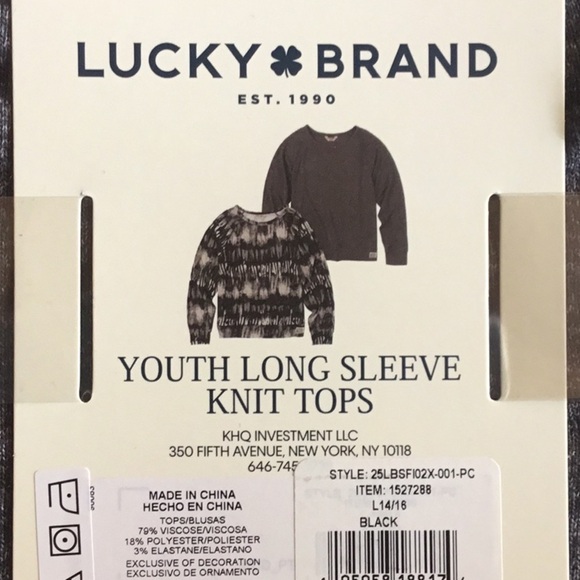 LUCKY BRAND
EST. 1990
YOUTH LONG SLEEVE
KNIT TOPS
KHQ INVESTMENT LLC
350 FIFTH AVENUE, NEW YORK, NY 10118
646-745
MADE IN CHINA
HECHO EN CHINA
TOPS/BLUSAS
79% VISCOSE/VISCOSA
18% POLYESTER/POLIESTER
3% ELASTANE/ELASTANO
EXCLUSIVE OF DECORATION
EXCLUSIVO DE ORNAMENTO
STYLE: 25LBSFI02X-001-PC
ITEM: 1527288
L14/16
BLACK